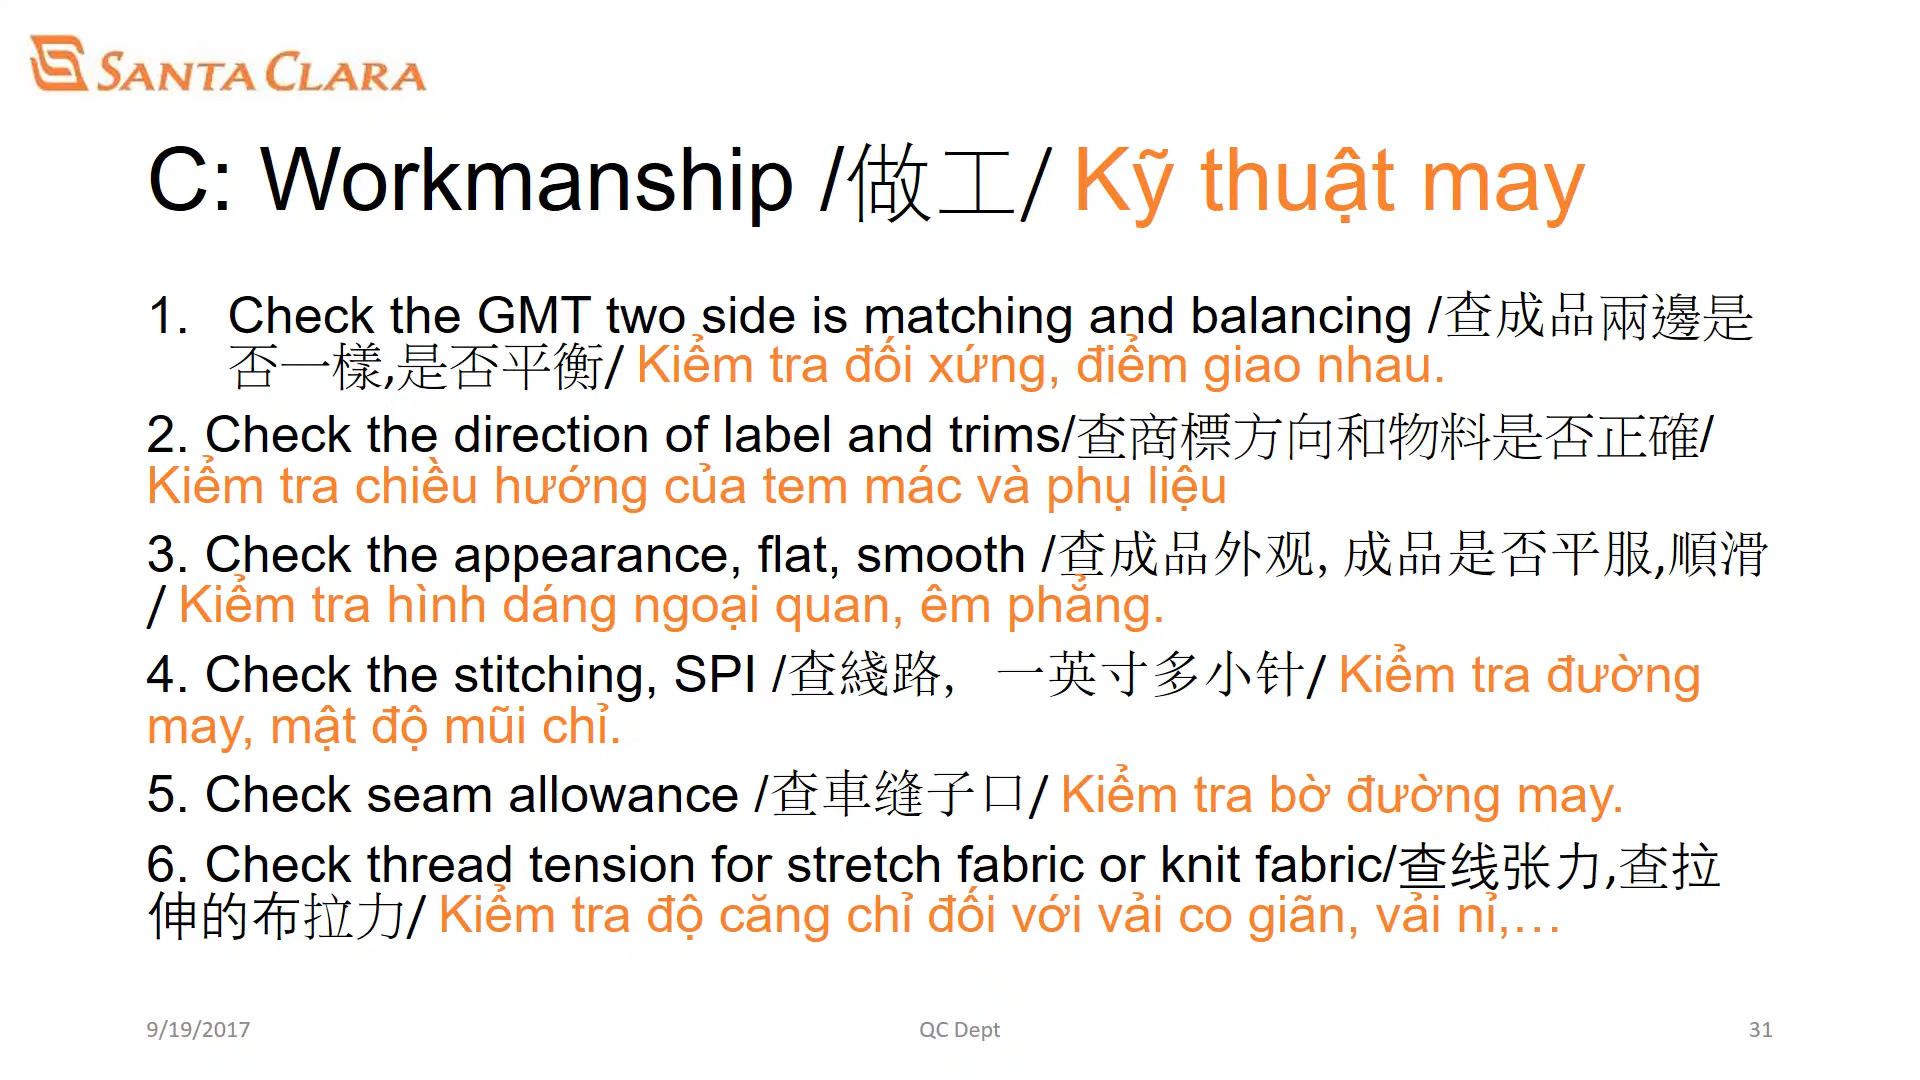 SANTA CLARA
C: Workmanship /做工/ Kỹ thuật may
1. Check the GMT two side is matching and balancing /查成品兩邊是
否一樣,是否平衡/ Kiểm tra đối xứng, điểm giao nhau.
2. Check the direction of label and trims/查商標方向和物料是否正確/
Kiểm tra chiều hướng của tem mác và phụ liệu
3. Check the appearance, flat, smooth /查成品外观, 成品是否平服,順滑
/ Kiểm tra hình dáng ngoại quan, êm phẳng.
4. Check the stitching, SPI /查綫路, 一英寸多小针/ Kiểm tra đường
may, mật độ mũi chỉ.
5. Check seam allowance /查車缝子口/ Kiểm tra bờ đường may.
6. Check thread tension for stretch fabric or knit fabric/查线张力,查拉
伸的布拉力/ Kiểm tra độ căng chỉ đối với vải co giãn, vải nỉ,…
9/19/2017 QC Dept 31